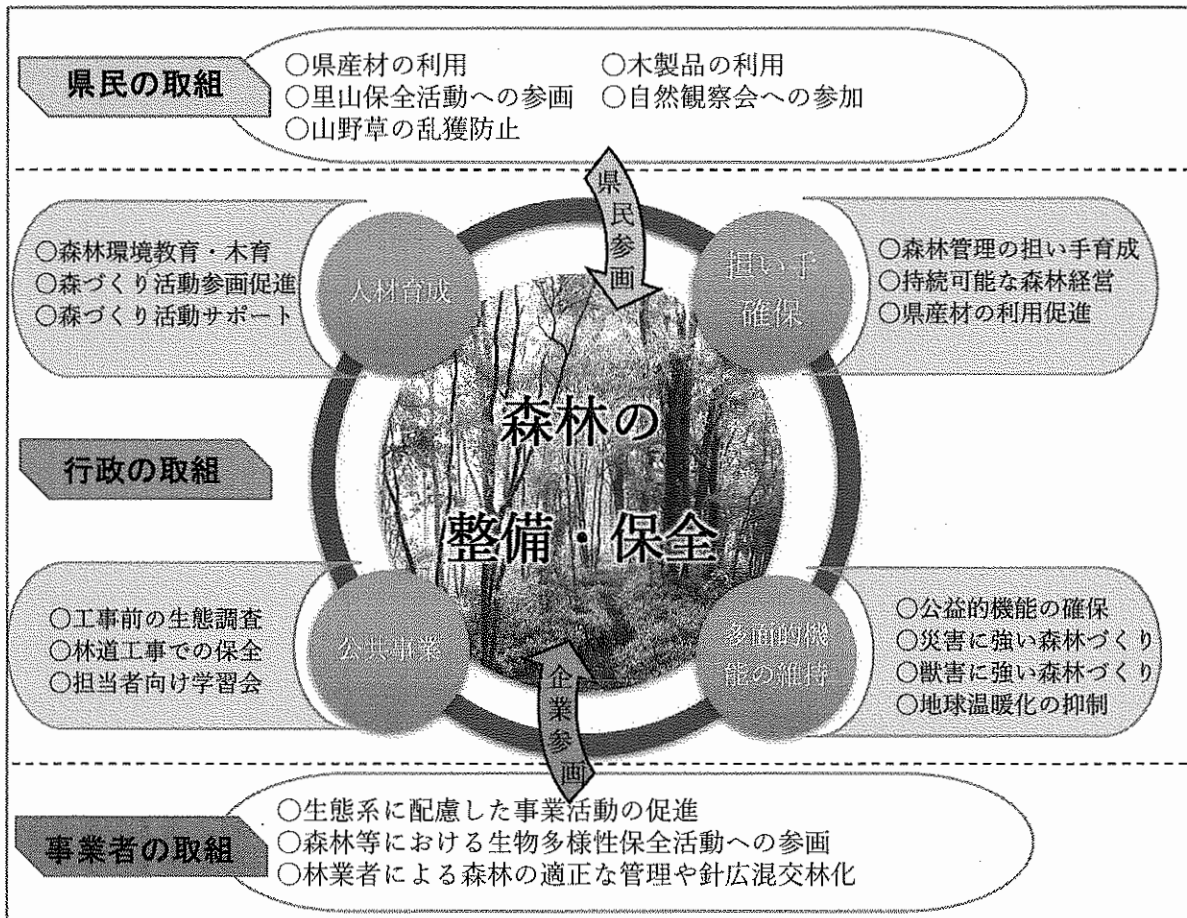 県民の取組
○県産材の利用 ○木製品の利用
○里山保全活動への参画 ○自然観察会への参加
○山野草の乱獲防止
県民参画
○森林環境教育・木育
○森づくり活動参画促進
○森づくり活動サポート
人材育成
担い手
確保
○森林管理の担い手育成
○持続可能な森林経営
○県産材の利用促進
森林の
整備・保全
行政の取組
○工事前の生態調査
○林道工事での保全
○担当者向け学習会
公共事業
多面的機
能の維持
○公益的機能の確保
○災害に強い森林づくり
○獣害に強い森林づくり
○地球温暖化の抑制
企業参画
事業者の取組
○生態系に配慮した事業活動の促進
○森林等における生物多様性保全活動への参画
○林業者による森林の適正な管理や針広混交林化